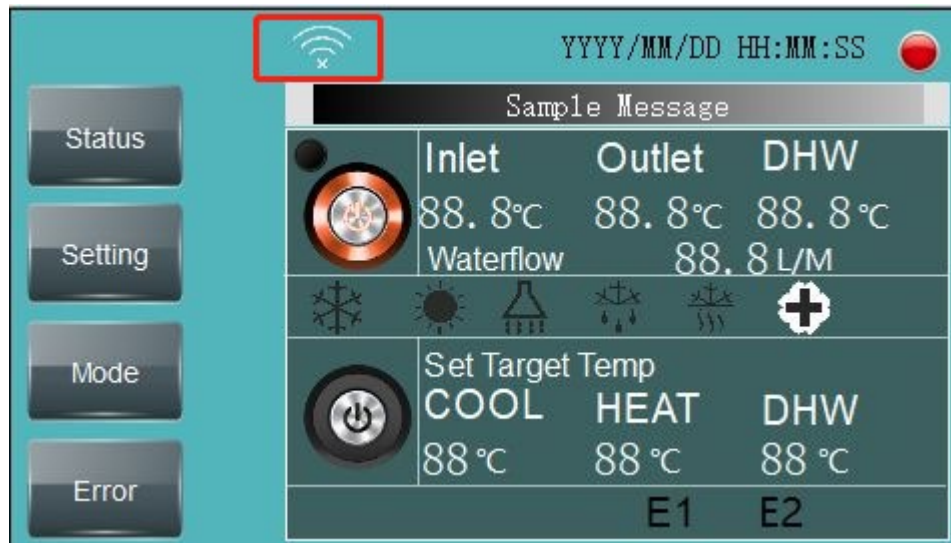 YYYY/MM/DD HH:MM:SS
Sample Message
Status
Setting
Mode
Error
Inlet Outlet DHW
88.8℃ 88.8℃ 88.8℃
Waterflow 88.8 L/M
Set Target Temp
COOL HEAT DHW
88℃ 88℃ 88℃
E1 E2